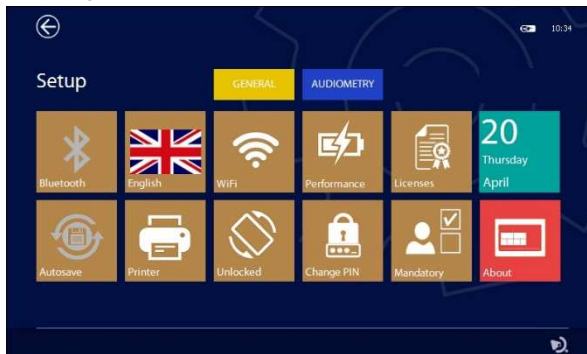 10:34
Setup
GENERAL
AUDIOMETRY
Bluetooth
English
WiFi
Performance
Licenses
20
Thursday
April
Autosave
Printer
Unlocked
Change PIN
Mandatory
About